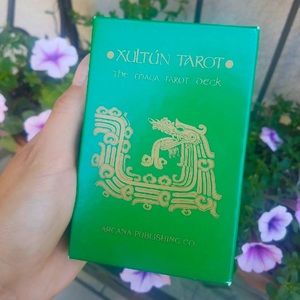 XULTÚN TAROT
The MAYA TAROT Deck
ARCANA PUBLISHING CO.